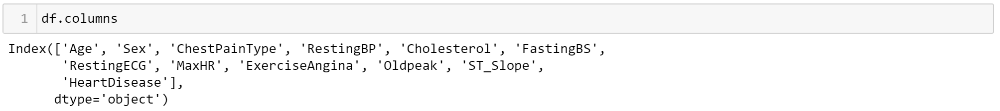 1 df.columns
Index(['Age', 'Sex', 'ChestPainType', 'RestingBP', 'Cholesterol', 'FastingBS',
'RestingECG', 'MaxHR', 'ExerciseAngina', 'Oldpeak', 'ST_Slope',
'HeartDisease'],
dtype='object')